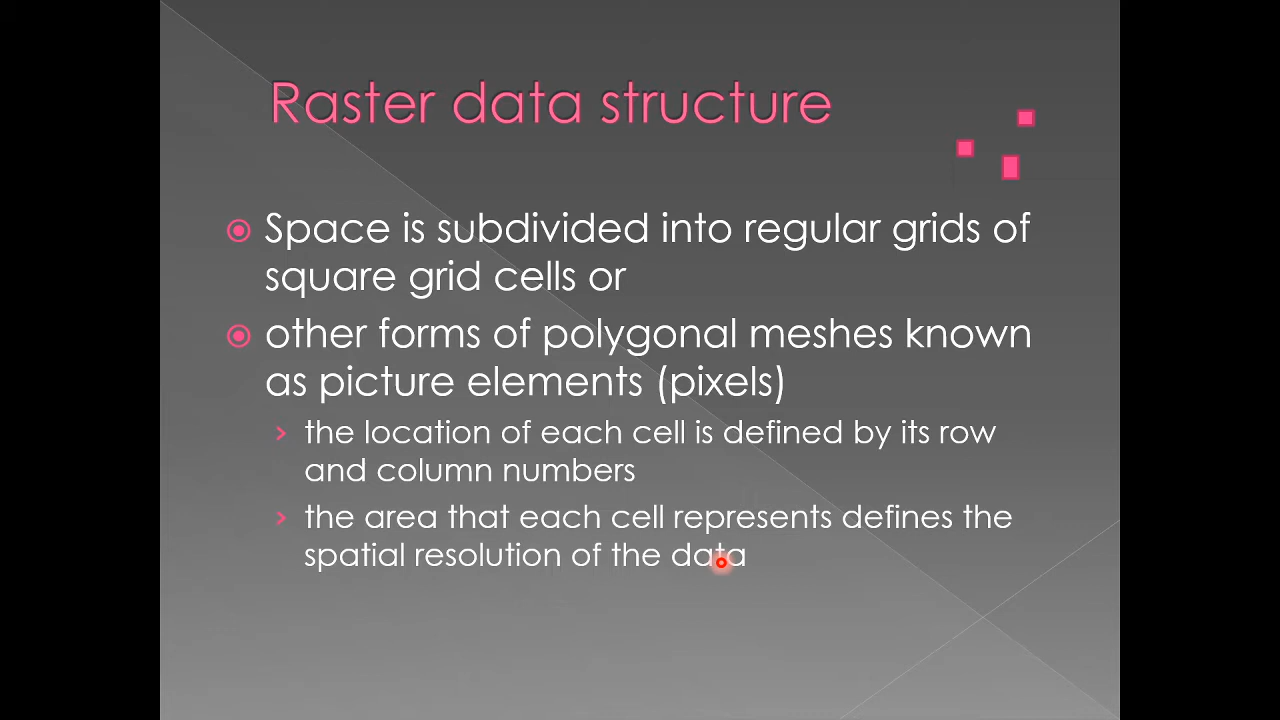 Raster data structure
Space is subdivided into regular grids of
square grid cells or
other forms of polygonal meshes known
as picture elements (pixels)
the location of each cell is defined by its row
and column numbers
the area that each cell represents defines the
spatial resolution of the data